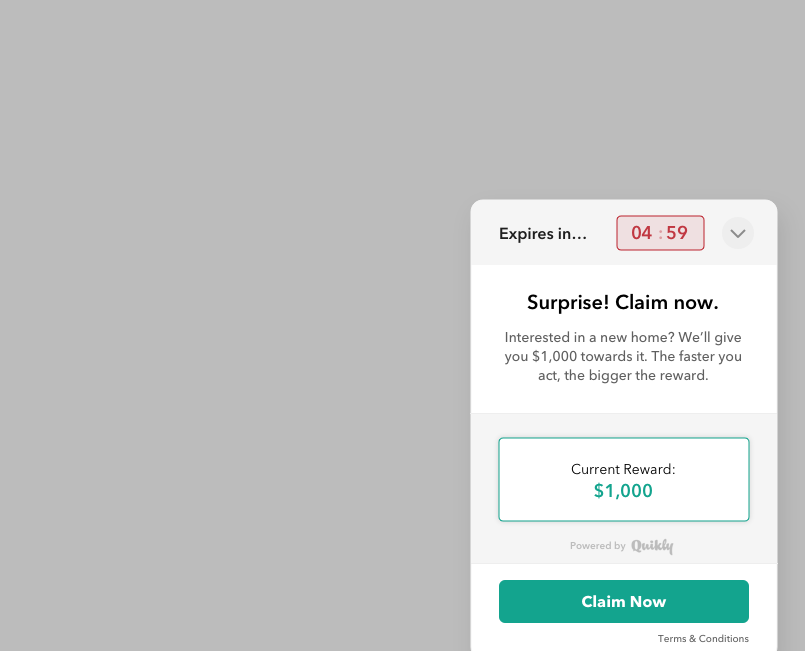 Expires in...
04 : 59
Surprise! Claim now.
Interested in a new home? We’ll give
you $1,000 towards it. The faster you
act, the bigger the reward.
Current Reward:
$1,000
Powered by Quikly
Claim Now
Terms & Conditions